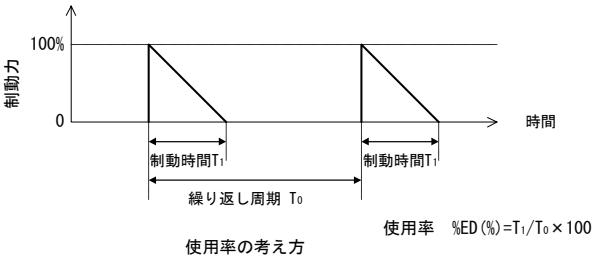 制動力
100%
0
時間
制動時間T₁
制動時間T₁
繰り返し周期 T₀
使用率 %ED(%)=T₁/T₀×100
使用率の考え方